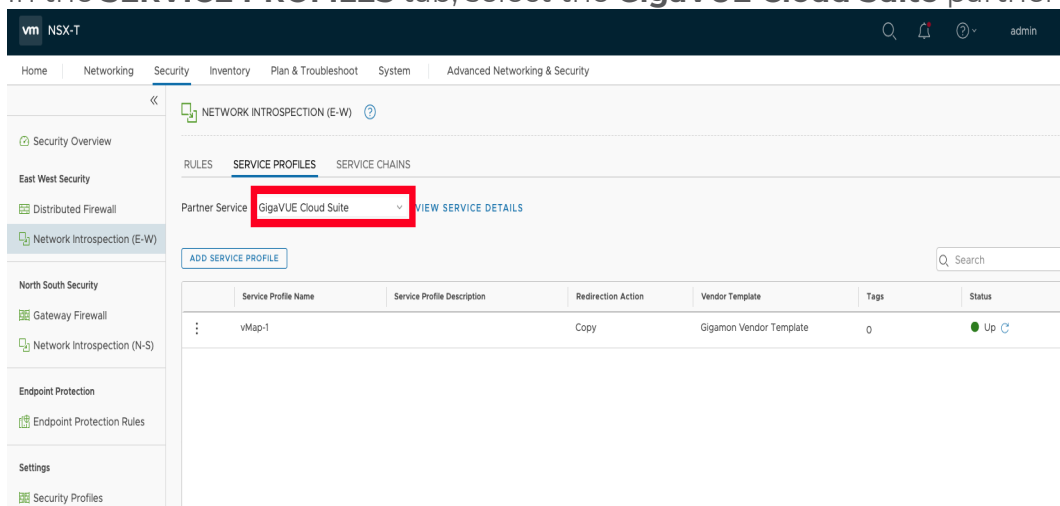 In the SERVICE PROFILES tab, select the GigaVUE Cloud Suite partner
vm NSX-T
admin
Home Networking Security Inventory Plan & Troubleshoot System Advanced Networking & Security
NETWORK INTROSPECTION (E-W)
Security Overview
RULES SERVICE PROFILES SERVICE CHAINS
East West Security
Distributed Firewall
Partner Service GigaVUE Cloud Suite VIEW SERVICE DETAILS
Network Introspection (E-W)
ADD SERVICE PROFILE
Search
North South Security
Service Profile Name Service Profile Description Redirection Action Vendor Template Tags Status
Gateway Firewall
vMap-1 Copy Gigamon Vendor Template 0 Up
Network Introspection (N-S)
Endpoint Protection
Endpoint Protection Rules
Settings
Security Profiles